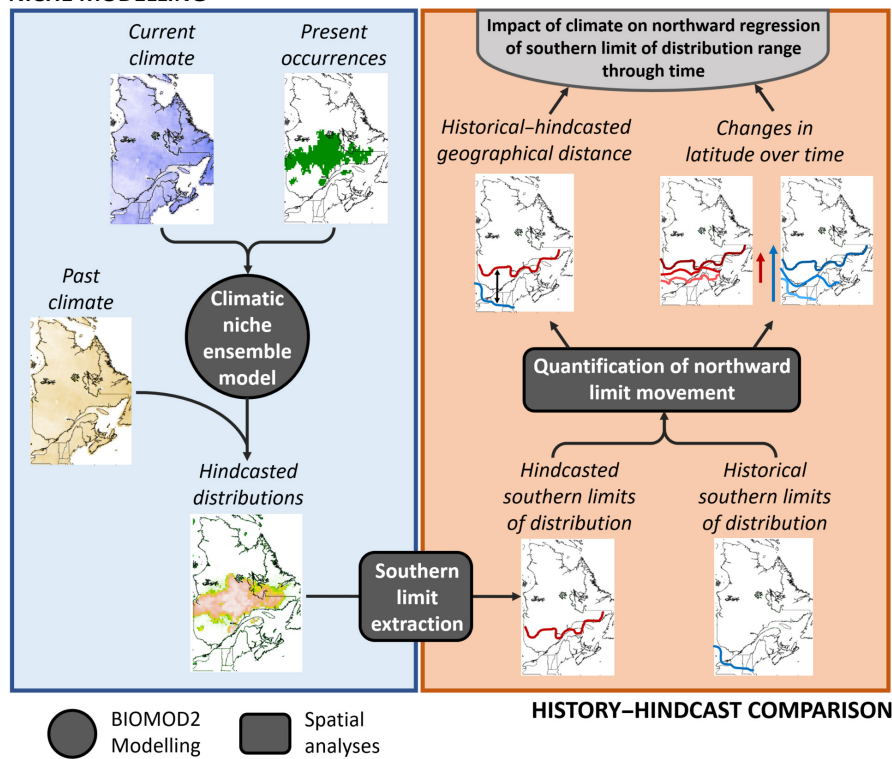 NICHE MODELLING
Current
climate
Present
occurrences
Past
climate
Climatic
niche
ensemble
model
Hindcasted
distributions
Southern
limit
extraction
Impact of climate on northward regression
of southern limit of distribution range
through time
Historical–hindcasted
geographical distance
Changes in
latitude over time
Quantification of northward
limit movement
Hindcasted
southern limits
of distribution
Historical
southern limits
of distribution
HISTORY–HINDCAST COMPARISON
BIOMOD2
Modelling
Spatial
analyses